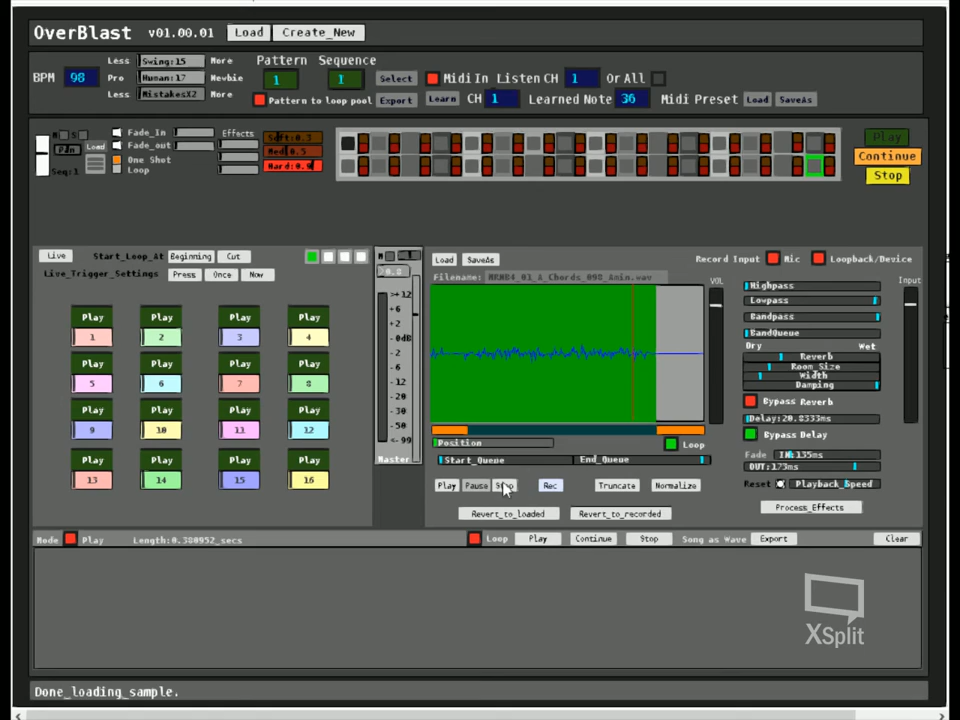 OverBlast v01.00.01 Load Create_New
Less Swing:15 More Pattern Sequence
BPM 98 Pro Human:17 Newbie 1 1 Select Midi In Listen CH 1 Or All
Less MistakesX2 More Pattern to loop pool Export Learn CH 1 Learned Note 36 Midi Preset Load SaveAs
M S Fade_In Effects Soft:0.3 Play
Load Fade_out Med:0.5 Continue
One Shot Hard:0.9 Stop
Seq:1 Loop
Live Start_Loop_At Beginning Cut
Live_Trigger_Settings Press Once Now
Play Play Play Play
1 2 3 4
Play Play Play Play
5 6 7 8
Play Play Play Play
9 10 11 12
Play Play Play Play
13 14 15 16
M
0.8
>+12
+6
+2
-0dB
-2
-6
-12
-20
-30
-50
<-99
Master
Load SaveAs Record Input Mic Loopback/Device
Filename: MRMB4_01_A_Chords_098_Amin.wav VOL Input
Highpass
Lowpass
Bandpass
BandQueue
Dry Wet
Reverb
Room_Size
Width
Damping
Bypass Reverb
Delay:20.8333ms
Bypass Delay
Position Loop
Fade IN:135ms
Start_Queue End_Queue OUT:173ms
Play Pause Rec Truncate Normalize Reset Playback_Speed
Revert_to_loaded Revert_to_recorded Process_Effects
Mode Play Length:0.380952_secs Loop Play Continue Stop Song as Wave Export Clear
XSplit
Done_loading_sample.